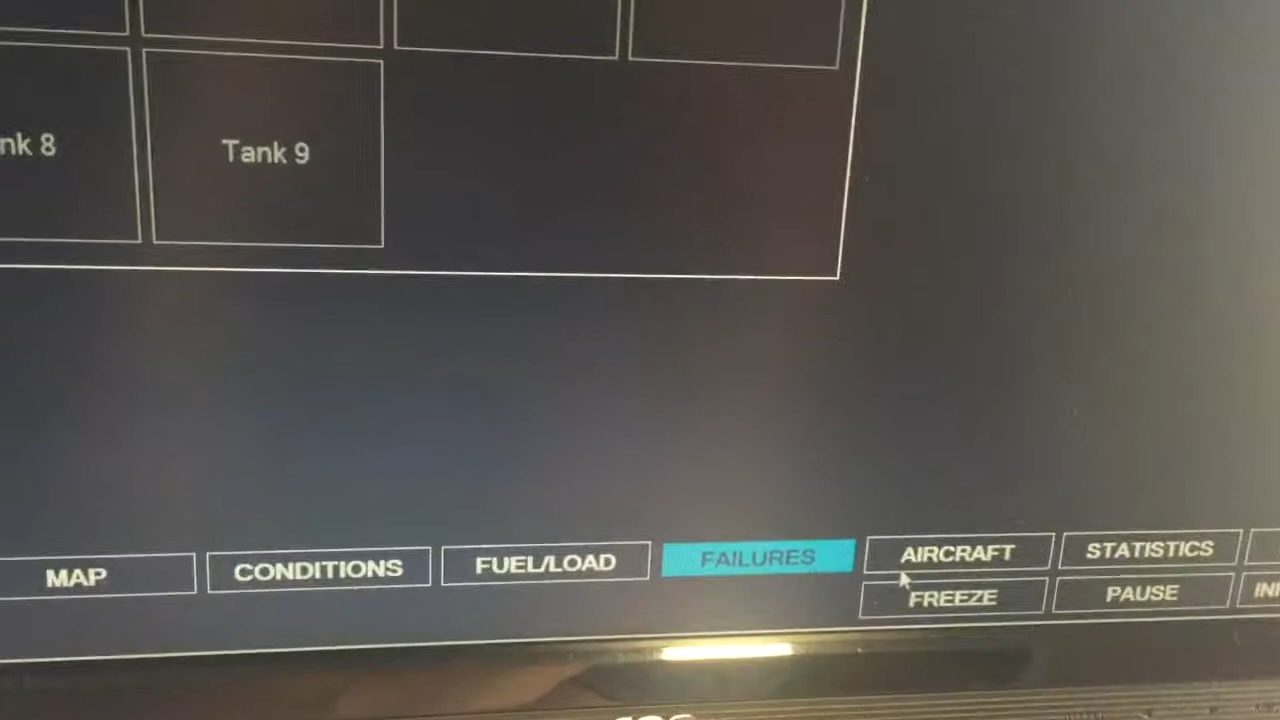 nk 8
Tank 9
MAP
CONDITIONS
FUEL/LOAD
FAILURES
AIRCRAFT
STATISTICS
FREEZE
PAUSE